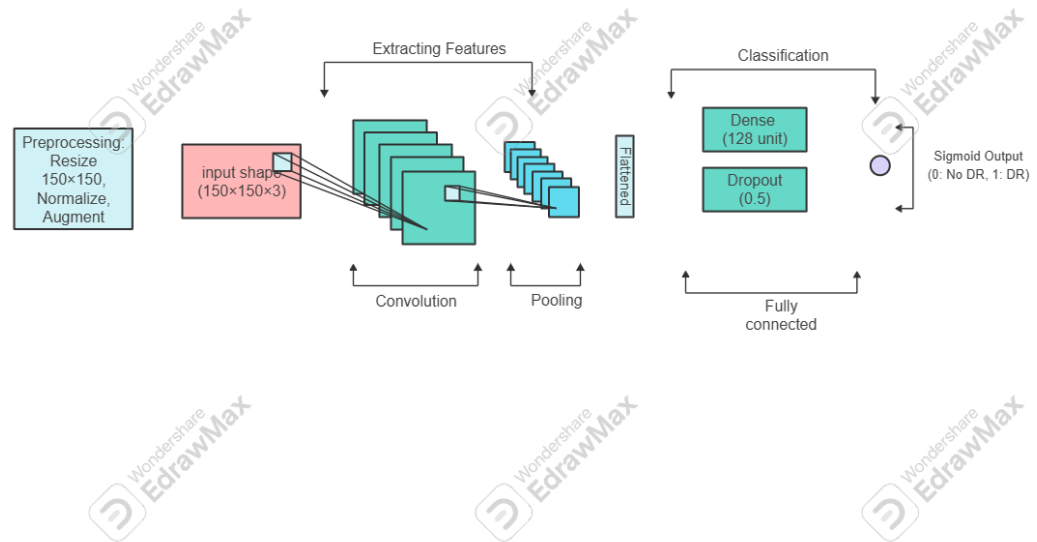 Extracting Features
Classification
Preprocessing:
Resize
150×150,
Normalize,
Augment
input shape
(150×150×3)
Flattened
Dense
(128 unit)
Dropout
(0.5)
Sigmoid Output
(0: No DR, 1: DR)
Convolution
Pooling
Fully
connected
Wondershare
EdrawMax
Wondershare
EdrawMax
Wondershare
EdrawMax
Wondershare
EdrawMax
Wondershare
EdrawMax
Wondershare
EdrawMax